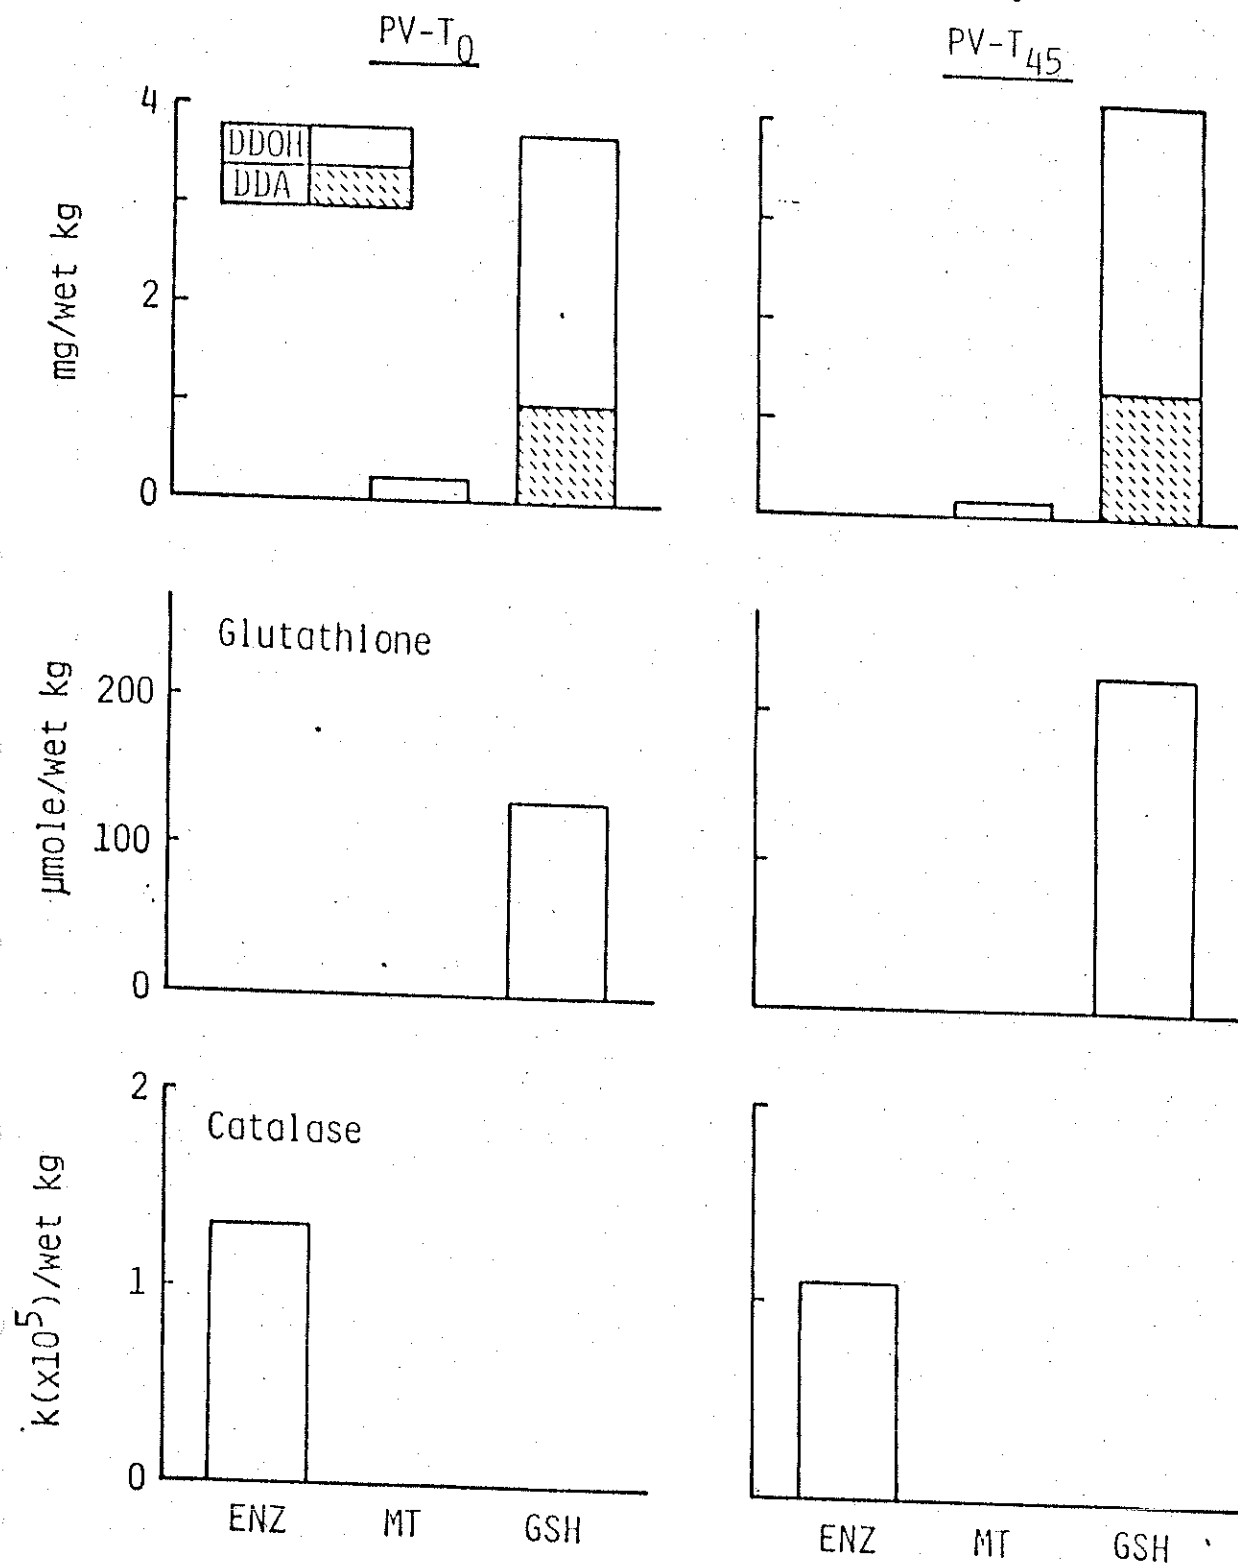 PV-T0
PV-T45
4
2
0
mg/wet kg
DDOH
DDA
Glutathione
200
100
0
µmole/wet kg
Catalase
2
1
0
k(x10^5)/wet kg
ENZ MT GSH
ENZ MT GSH